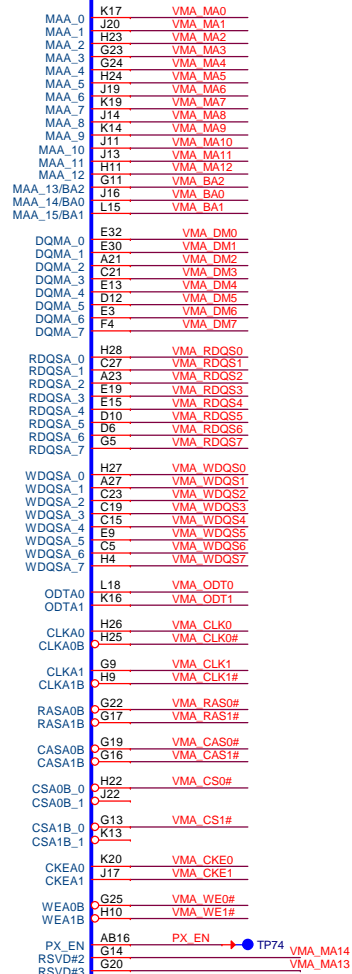 MAA_0 K17 VMA_MA0
MAA_1 J20 VMA_MA1
MAA_2 H23 VMA_MA2
MAA_3 G23 VMA_MA3
MAA_4 G24 VMA_MA4
MAA_5 H24 VMA_MA5
MAA_6 J19 VMA_MA6
MAA_7 K19 VMA_MA7
MAA_8 J14 VMA_MA8
MAA_9 K14 VMA_MA9
MAA_10 J11 VMA_MA10
MAA_11 J13 VMA_MA11
MAA_12 H11 VMA_MA12
MAA_13/BA2 G11 VMA_BA2
MAA_14/BA0 J16 VMA_BA0
MAA_15/BA1 L15 VMA_BA1
DQMA_0 E32 VMA_DM0
DQMA_1 E30 VMA_DM1
DQMA_2 A21 VMA_DM2
DQMA_3 C21 VMA_DM3
DQMA_4 E13 VMA_DM4
DQMA_5 D12 VMA_DM5
DQMA_6 E3 VMA_DM6
DQMA_7 F4 VMA_DM7
RDQSA_0 H28 VMA_RDQS0
RDQSA_1 C27 VMA_RDQS1
RDQSA_2 A23 VMA_RDQS2
RDQSA_3 E19 VMA_RDQS3
RDQSA_4 E15 VMA_RDQS4
RDQSA_5 D10 VMA_RDQS5
RDQSA_6 D6 VMA_RDQS6
RDQSA_7 G5 VMA_RDQS7
WDQSA_0 H27 VMA_WDQS0
WDQSA_1 A27 VMA_WDQS1
WDQSA_2 C23 VMA_WDQS2
WDQSA_3 C19 VMA_WDQS3
WDQSA_4 C15 VMA_WDQS4
WDQSA_5 E9 VMA_WDQS5
WDQSA_6 C5 VMA_WDQS6
WDQSA_7 H4 VMA_WDQS7
ODTA0 L18 VMA_ODT0
ODTA1 K16 VMA_ODT1
CLKA0 H26 VMA_CLK0
CLKA0B H25 VMA_CLK0#
CLKA1 G9 VMA_CLK1
CLKA1B H9 VMA_CLK1#
RASA0B G22 VMA_RAS0#
RASA1B G17 VMA_RAS1#
CASA0B G19 VMA_CAS0#
CASA1B G16 VMA_CAS1#
CSA0B_0 H22 VMA_CS0#
CSA0B_1 J22
CSA1B_0 G13 VMA_CS1#
CSA1B_1 K13
CKEA0 K20 VMA_CKE0
CKEA1 J17 VMA_CKE1
WEA0B G25 VMA_WE0#
WEA1B H10 VMA_WE1#
PX_EN AB16 PX_EN TP74
RSVD#2 G14 VMA_MA14
RSVD#3 G20 VMA_MA13